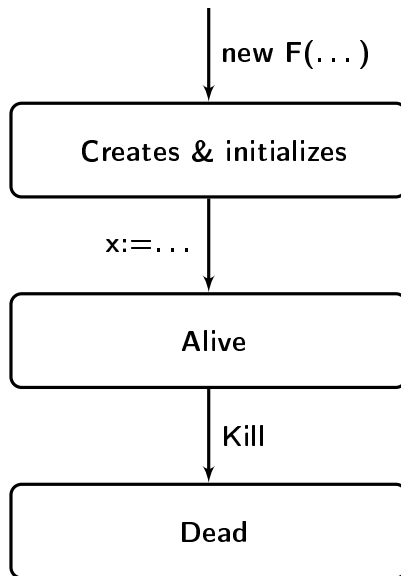 new F(...)
Creates & initializes
x:=...
Alive
Kill
Dead